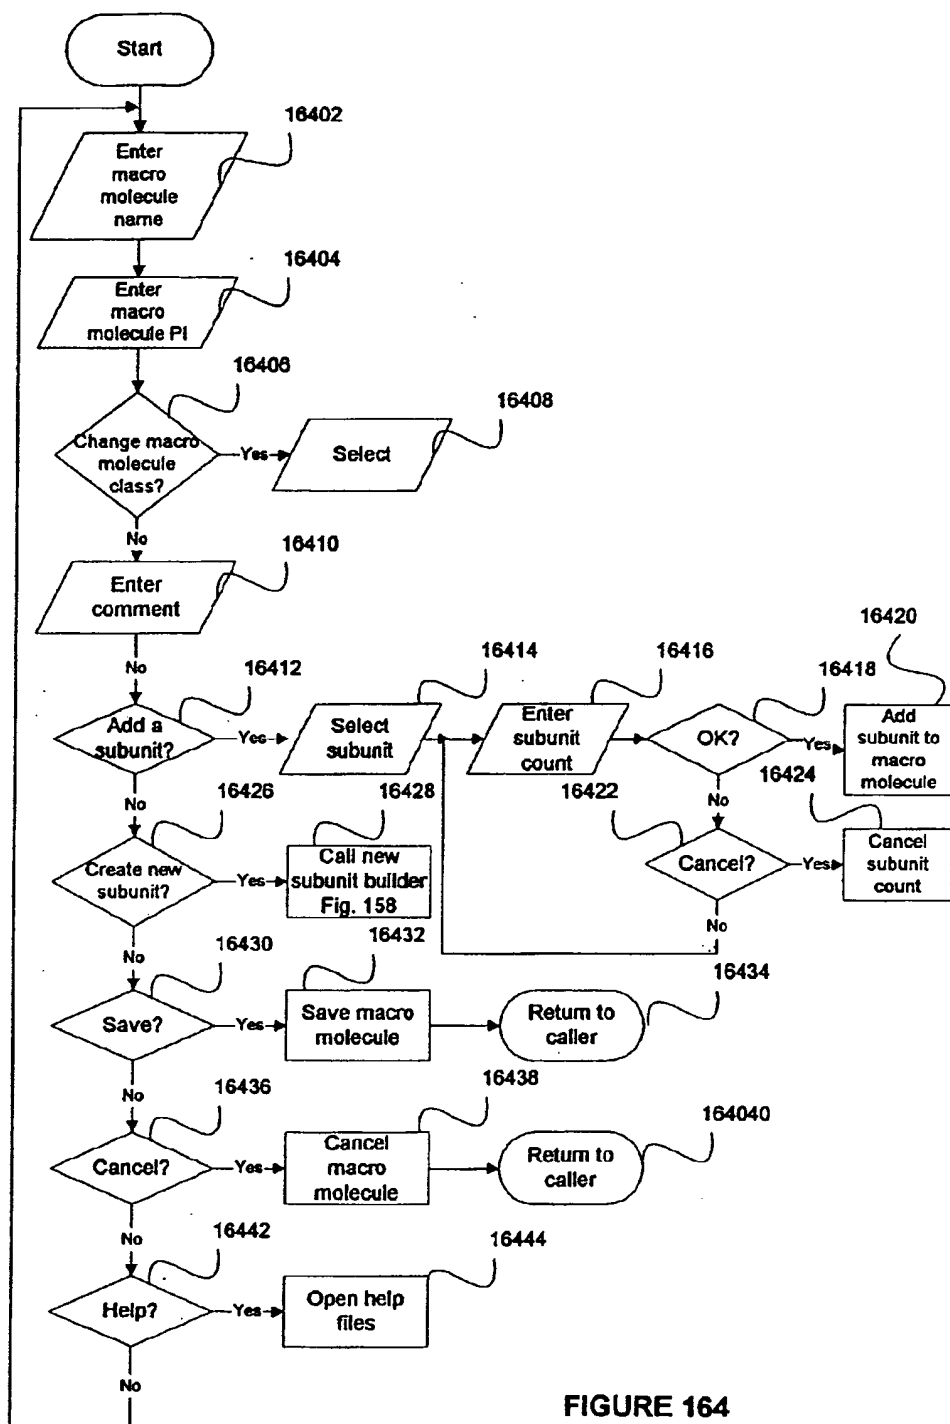 Start
16402
Enter
macro
molecule
name
16404
Enter
macro
molecule PI
16406
Change macro
molecule
class?
Yes
16408
Select
No
16410
Enter
comment
No
16412
Add a
subunit?
Yes
16414
Select
subunit
16416
Enter
subunit
count
16418
OK?
Yes
16420
Add
subunit to
macro
molecule
No
16422
Cancel?
Yes
16424
Cancel
subunit
count
No
No
16426
Create new
subunit?
Yes
16428
Call new
subunit builder
Fig. 158
No
16430
Save?
Yes
16432
Save macro
molecule
16434
Return to
caller
No
16436
Cancel?
Yes
16438
Cancel
macro
molecule
164040
Return to
caller
No
16442
Help?
Yes
16444
Open help
files
No
FIGURE 164